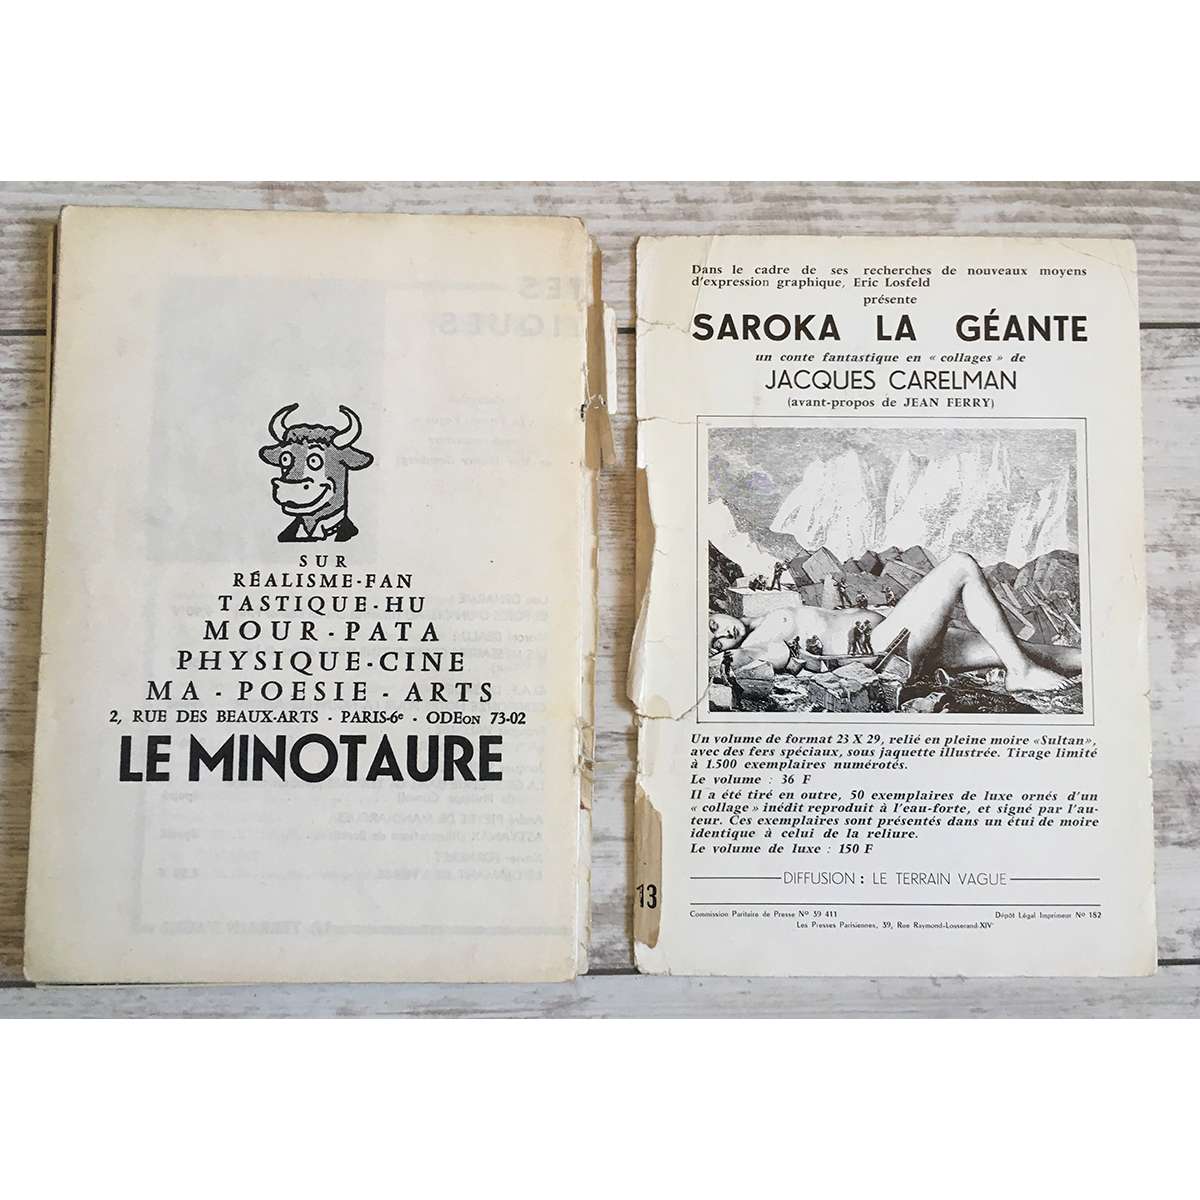 SUR
RÉALISME-FAN
TASTIQUE-HU
MOUR-PATA
PHYSIQUE-CINE
MA - POESIE - ARTS
2, RUE DES BEAUX-ARTS - PARIS-6e - ODEON 73-02
LE MINOTAURE
Dans le cadre de ses recherches de nouveaux moyens
d'expression graphique, Eric Losfeld
présente
SAROKA LA GÉANTE
un conte fantastique en « collages » de
JACQUES CARELMAN
(avant-propos de JEAN FERRY)
Un volume de format 23 X 29, relié en pleine moire «Sultan»,
avec des fers spéciaux, sous jaquette illustrée. Tirage limité
à 1.500 exemplaires numérotés.
Le volume : 36 F
Il a été tiré en outre, 50 exemplaires de luxe ornés d'un
« collage » inédit reproduit à l'eau-forte, et signé par l'au-
teur. Ces exemplaires sont présentés dans un étui de moire
identique à celui de la reliure.
Le volume de luxe : 150 F
DIFFUSION : LE TERRAIN VAGUE
13
Commission Paritaire de Presse No 39 411 Dépôt Légal Imprimeur No 182
Les Presses Parisiennes, 39, Rue Raymond-Losserand-XIV